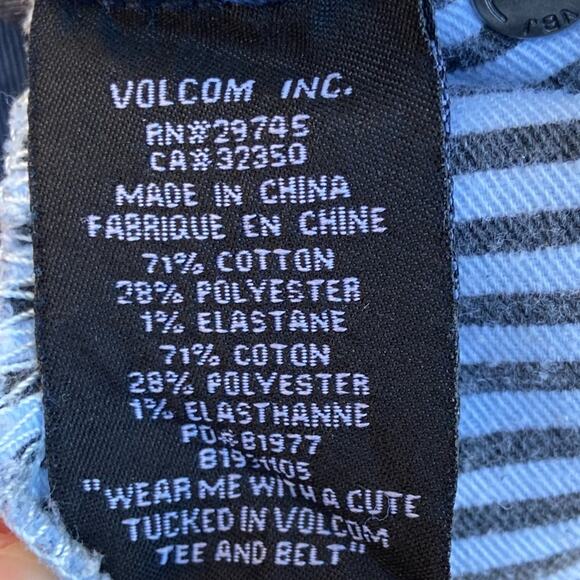 VOLCOM INC.
RN#29745
CA#32350
MADE IN CHINA
FABRIQUE EN CHINE
71% COTTON
28% POLYESTER
1% ELASTANE
71% COTON
28% POLYESTER
1% ELASTHANNE
PO#81977
"WEAR ME WITH A CUTE
TUCKED IN VOLCOM
TEE AND BELT"